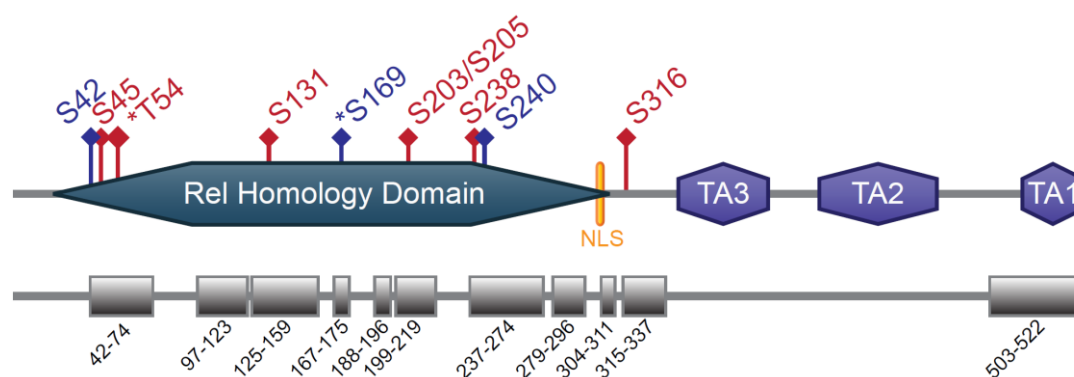 S42
S45
*T54
S131
*S169
S203/S205
S238
S240
S316
Rel Homology Domain
TA3
TA2
TA1
NLS
42-74
97-123
125-159
167-175
188-196
199-219
237-274
279-296
304-311
315-337
503-522